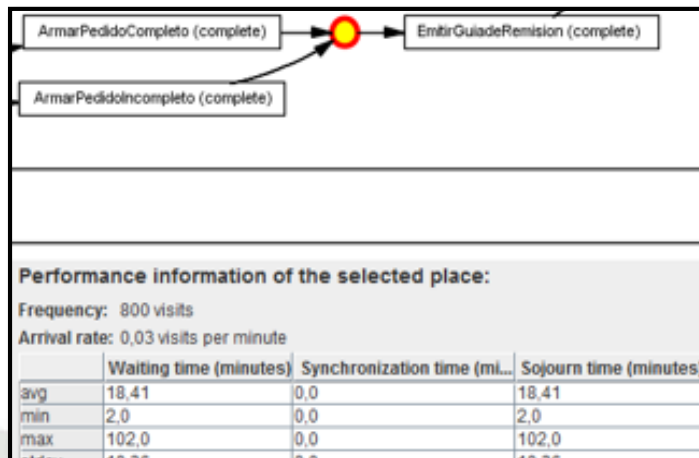 ArmarPedidoCompleto (complete) EmitirGuiadeRemision (complete)
ArmarPedidoIncompleto (complete)
Performance information of the selected place:
Frequency: 800 visits
Arrival rate: 0,03 visits per minute
Waiting time (minutes) Synchronization time (mi... Sojourn time (minutes)
avg 18,41 0,0 18,41
min 2,0 0,0 2,0
max 102,0 0,0 102,0